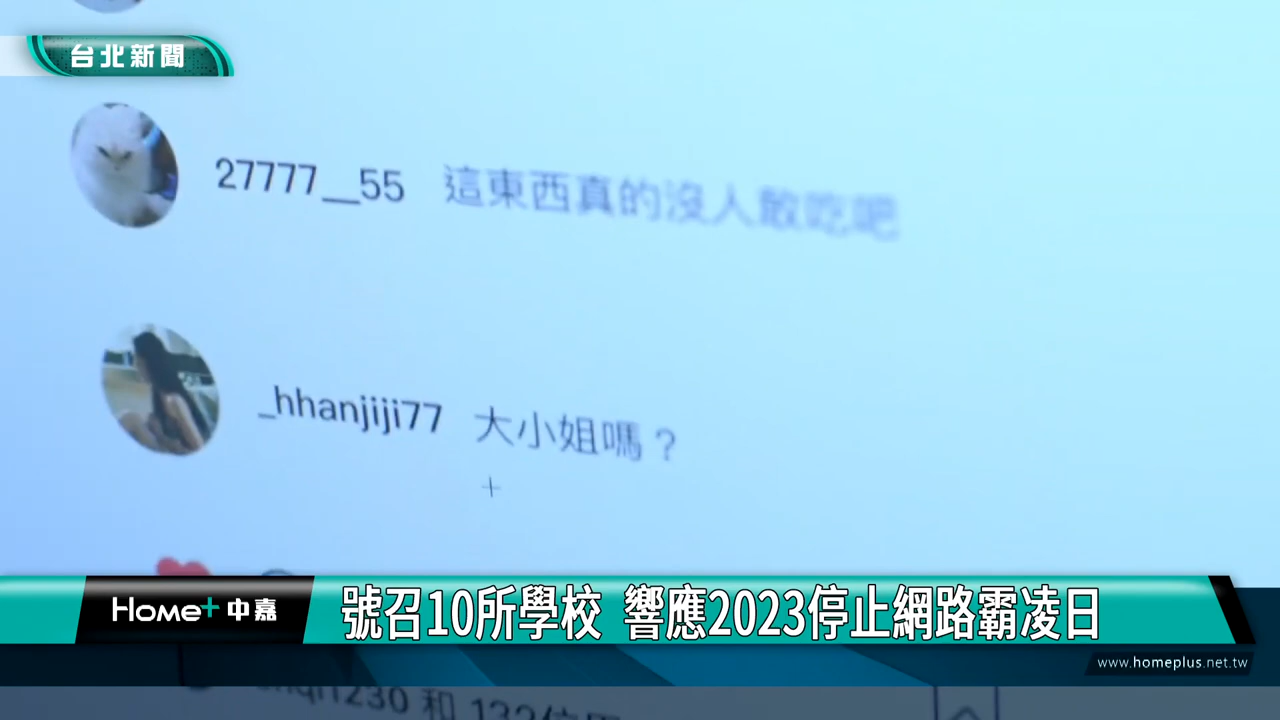 台北新聞
27777__55 這東西真的沒人敢吃吧
_hhanjiji77 大小姐嗎？
Home+中嘉
號召10所學校 響應2023停止網路霸凌日
www.homeplus.net.tw